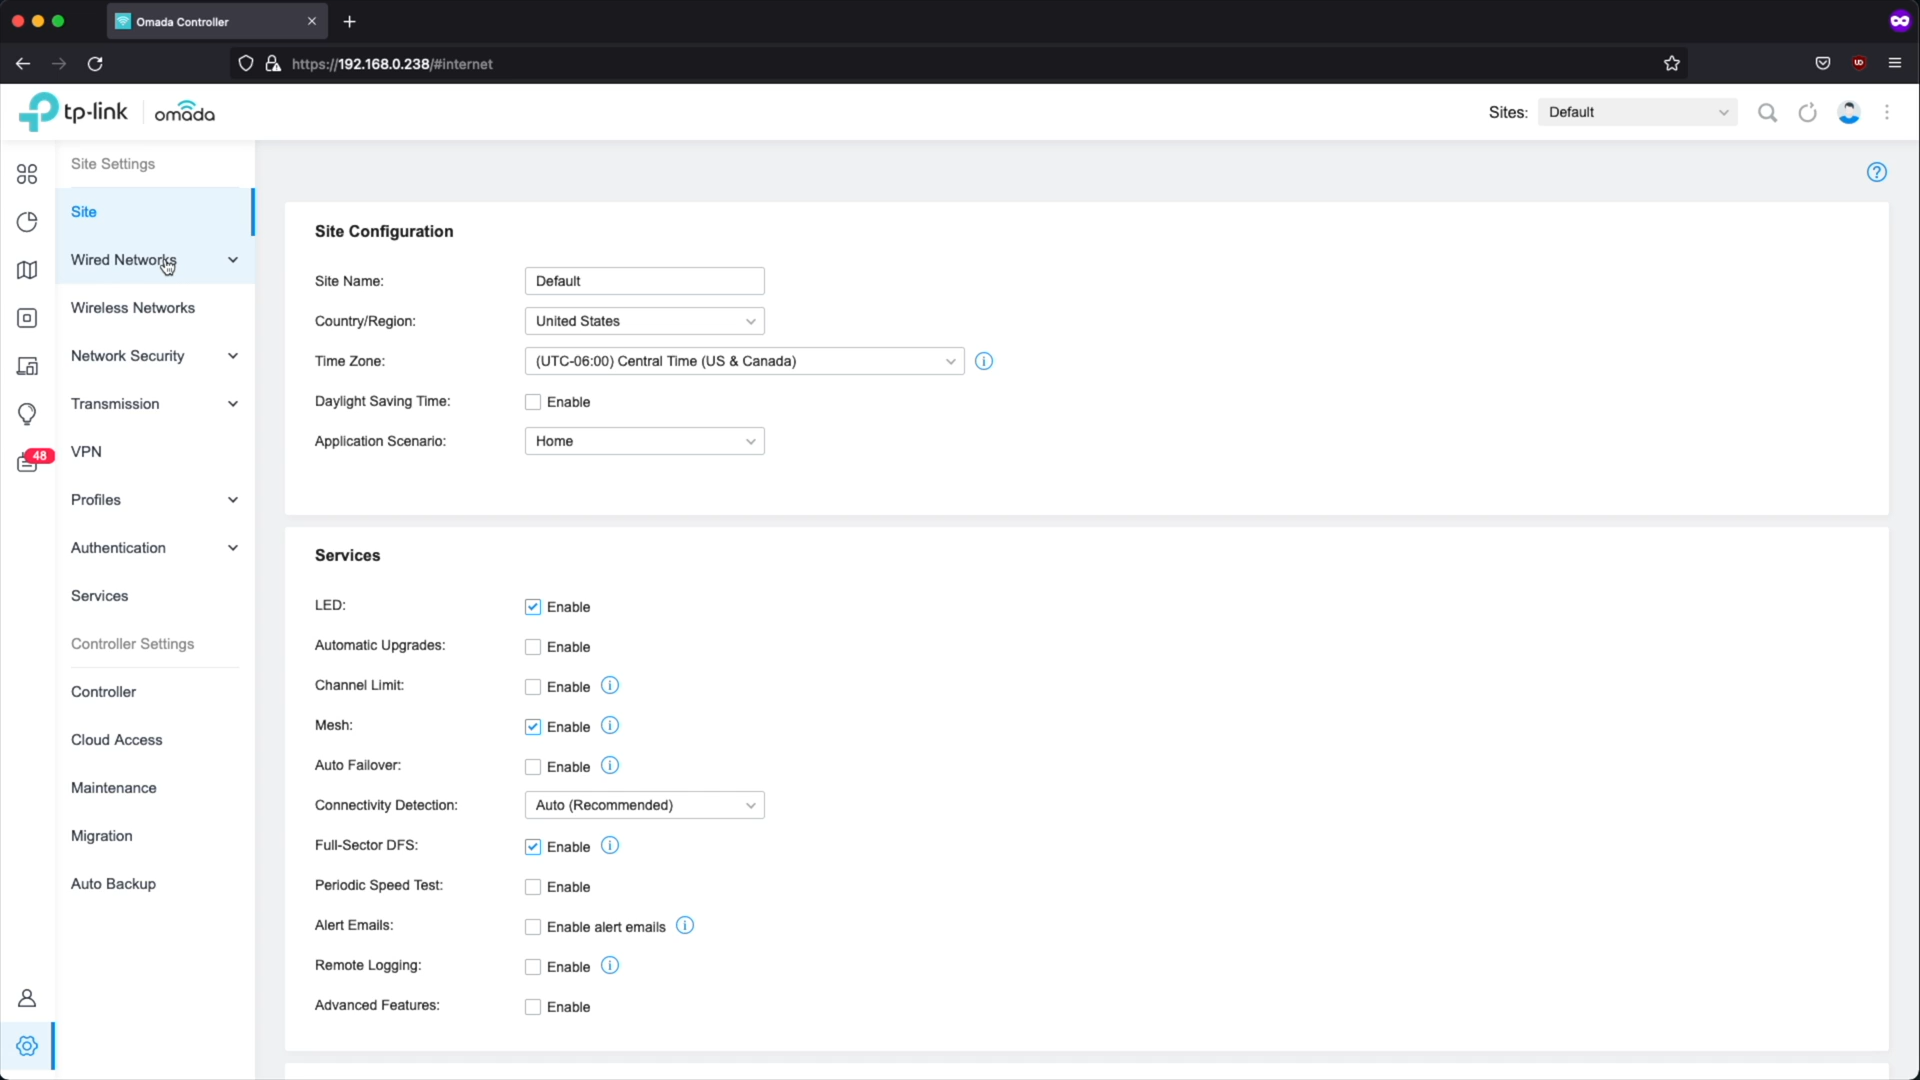 Omada Controller
https://192.168.0.238/#internet
tp-link | omada
Sites: Default
Site Settings
Site
Wired Networks
Wireless Networks
Network Security
Transmission
VPN
Profiles
Authentication
Services
Controller Settings
Controller
Cloud Access
Maintenance
Migration
Auto Backup
48
Site Configuration
Site Name: Default
Country/Region: United States
Time Zone: (UTC-06:00) Central Time (US & Canada)
Daylight Saving Time: Enable
Application Scenario: Home
Services
LED: Enable
Automatic Upgrades: Enable
Channel Limit: Enable
Mesh: Enable
Auto Failover: Enable
Connectivity Detection: Auto (Recommended)
Full-Sector DFS: Enable
Periodic Speed Test: Enable
Alert Emails: Enable alert emails
Remote Logging: Enable
Advanced Features: Enable